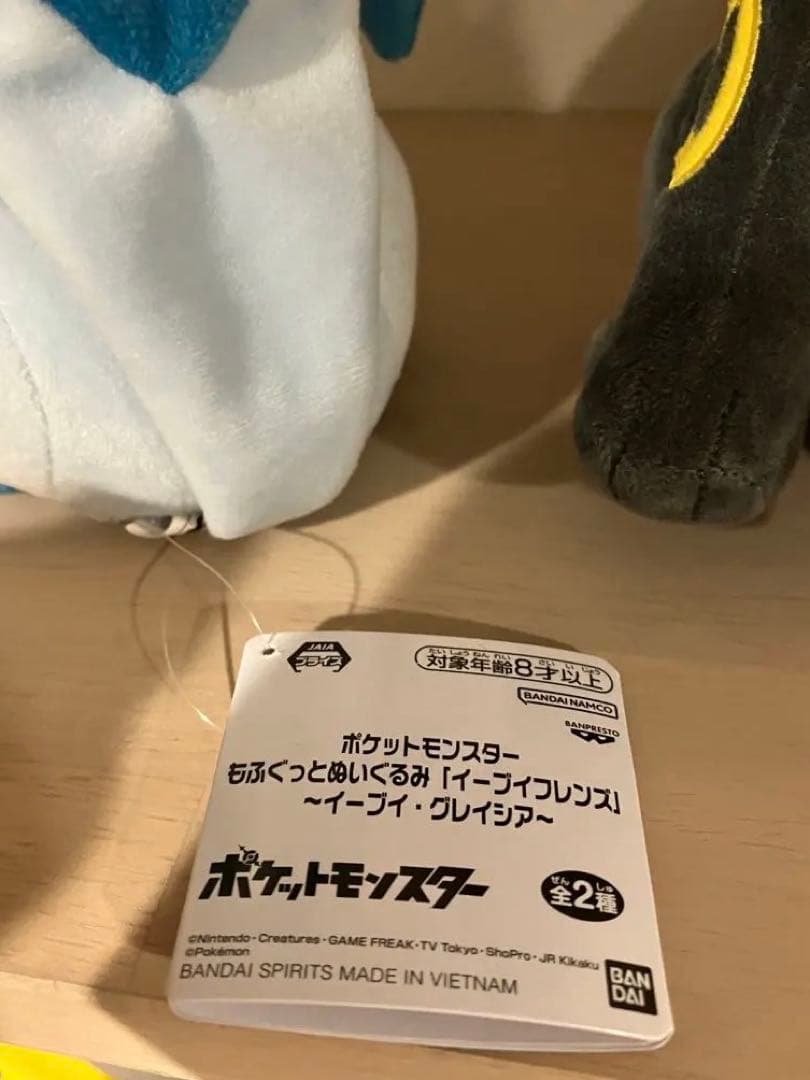 JAIA
プライズ
たいしょうねんれい さい いじょう
対象年齢8才以上
BANDAI NAMCO
BANPRESTO
ポケットモンスター
もふぐっとぬいぐるみ「イーブイフレンズ」
～イーブイ・グレイシア～
ポケットモンスター
ぜん しゅ
全2種
©Nintendo・Creatures・GAME FREAK・TV Tokyo・ShoPro・JR Kikaku
©Pokémon
BANDAI SPIRITS MADE IN VIETNAM
BAN
DAI